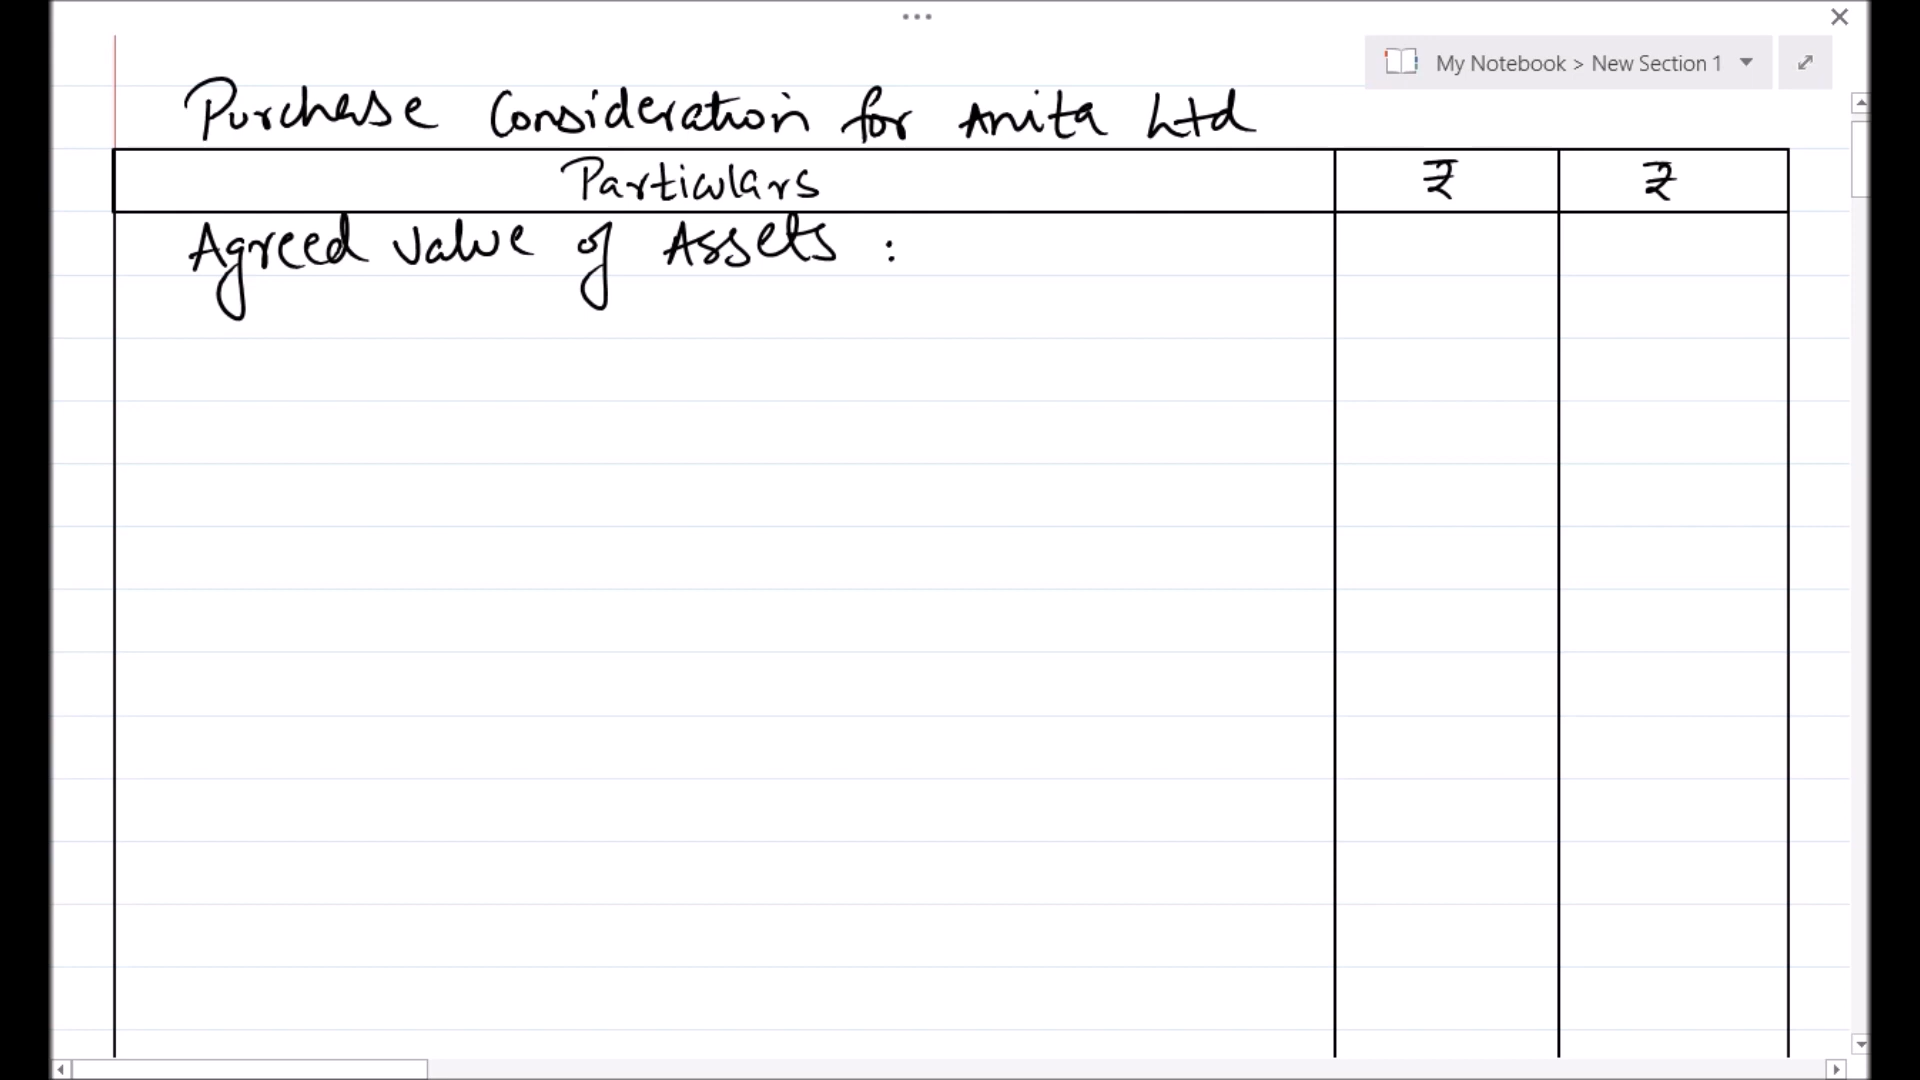 My Notebook > New Section 1
Purchase Consideration for Anita Ltd
Particulars ₹ ₹
Agreed value of Assets :